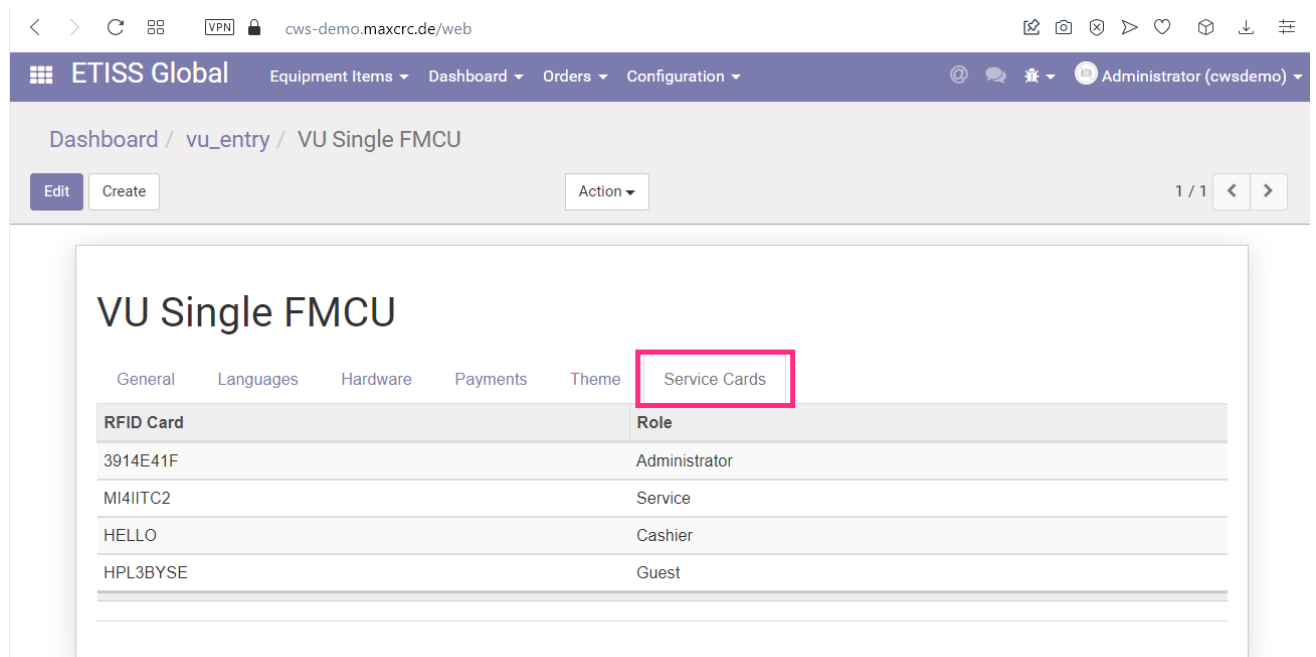 VPN cws-demo.maxcrc.de/web
ETISS Global Equipment Items Dashboard Orders Configuration @ Administrator (cwsdemo)
Dashboard / vu_entry / VU Single FMCU
Edit Create Action 1 / 1
VU Single FMCU
General Languages Hardware Payments Theme Service Cards
RFID Card Role
3914E41F Administrator
MI4IITC2 Service
HELLO Cashier
HPL3BYSE Guest